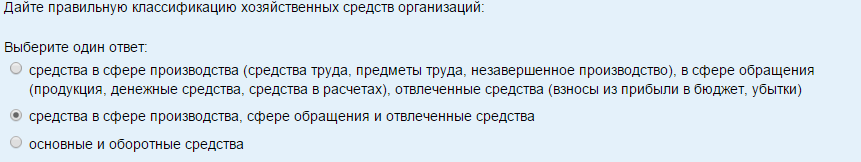 Дайте правильную классификацию хозяйственных средств организаций:
Выберите один ответ:
средства в сфере производства (средства труда, предметы труда, незавершенное производство), в сфере обращения
(продукция, денежные средства, средства в расчетах), отвлеченные средства (взносы из прибыли в бюджет, убытки)
средства в сфере производства, сфере обращения и отвлеченные средства
основные и оборотные средства